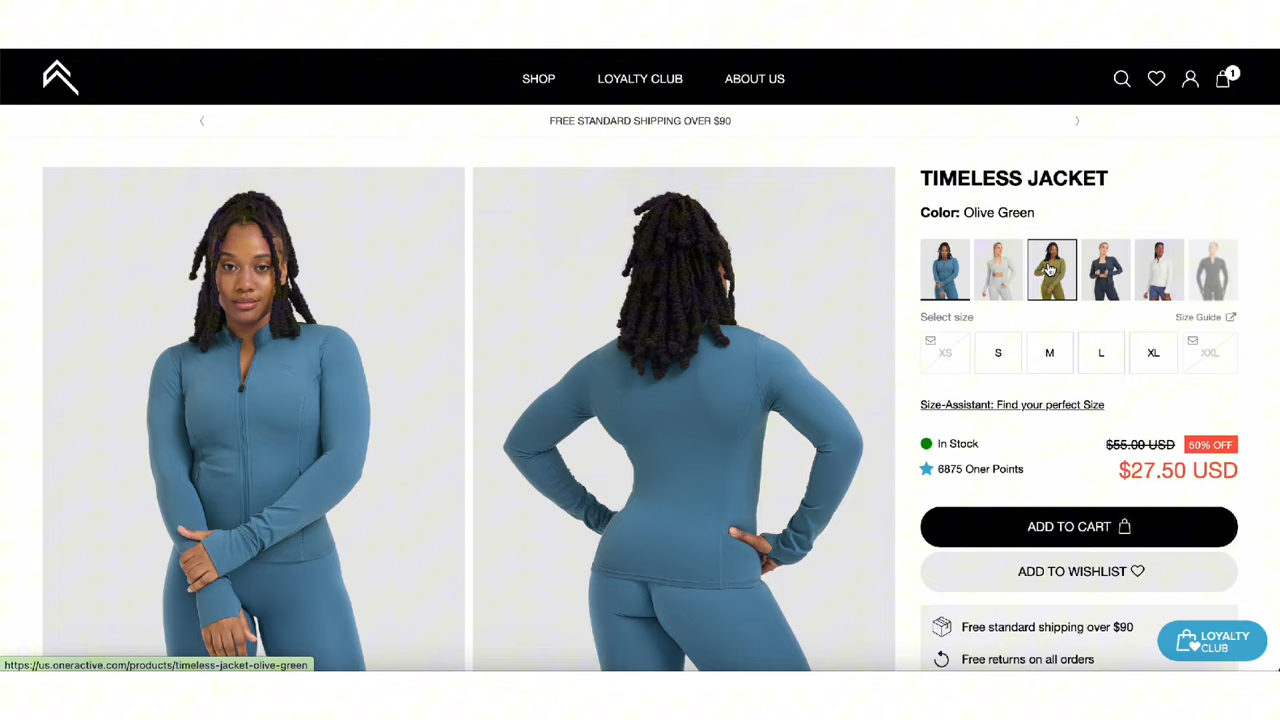 SHOP
LOYALTY CLUB
ABOUT US
1
FREE STANDARD SHIPPING OVER $90
TIMELESS JACKET
Color: Olive Green
Select size
Size Guide
XS
S
M
L
XL
XXL
Size-Assistant: Find your perfect Size
In Stock
$55.00 USD
50% OFF
6875 Oner Points
$27.50 USD
ADD TO CART
ADD TO WISHLIST
Free standard shipping over $90
LOYALTY
CLUB
Free returns on all orders
https://us.oneractive.com/products/timeless-jacket-olive-green